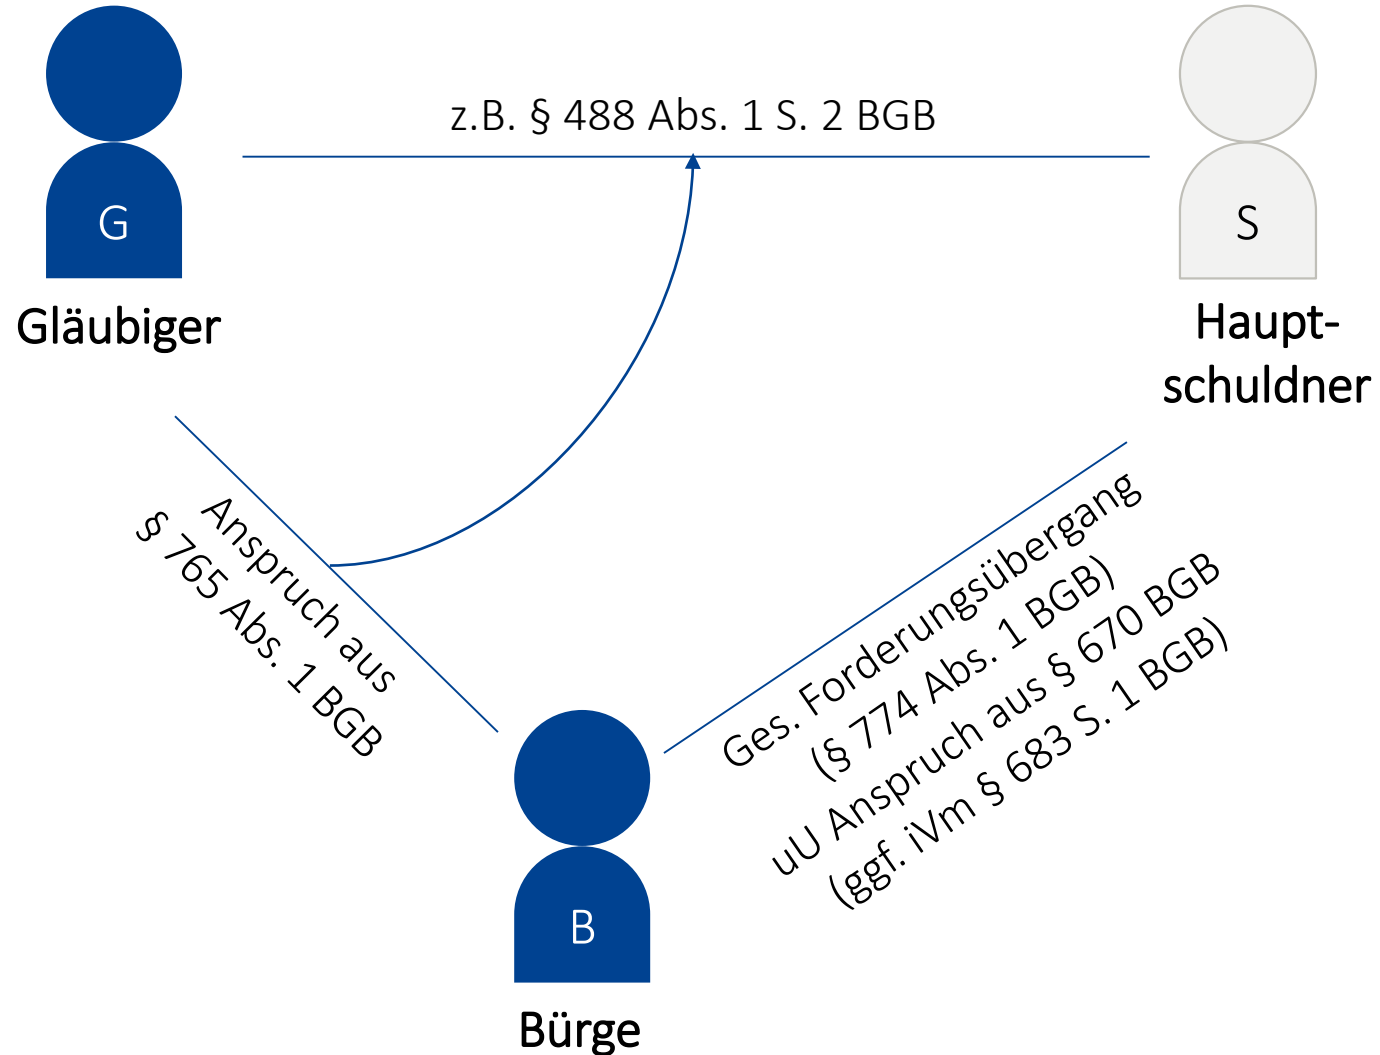 z.B. § 488 Abs. 1 S. 2 BGB
G
S
Gläubiger
Haupt-
schuldner
Anspruch aus
§ 765 Abs. 1 BGB
Ges. Forderungsübergang
(§ 774 Abs. 1 BGB)
uU Anspruch aus § 670 BGB
(ggf. iVm § 683 S. 1 BGB)
B
Bürge